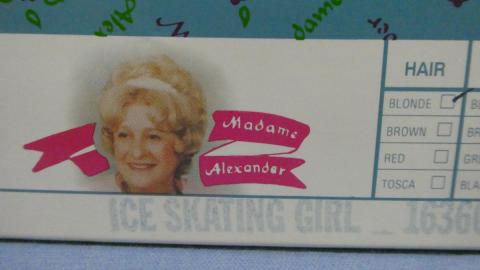 HAIR
Madame
Alexander
BLONDE
BROWN
RED
TOSCA
ICE SKATING GIRL